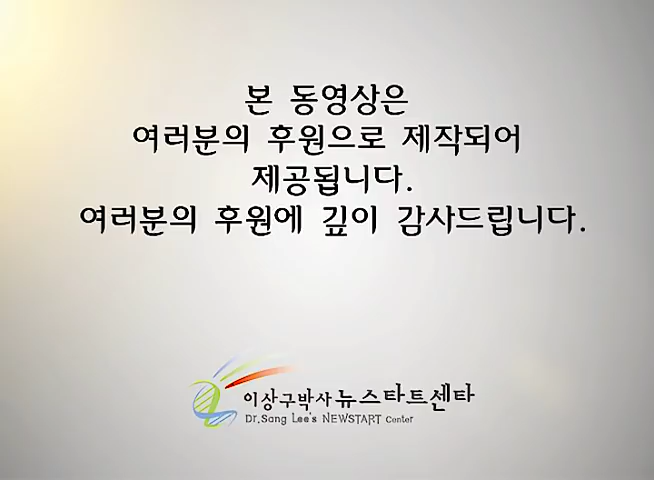 본 동영상은
여러분의 후원으로 제작되어
제공됩니다.
여러분의 후원에 깊이 감사드립니다.
이상구박사 뉴스타트센타
Dr.Sang Lee's NEWSTART Center